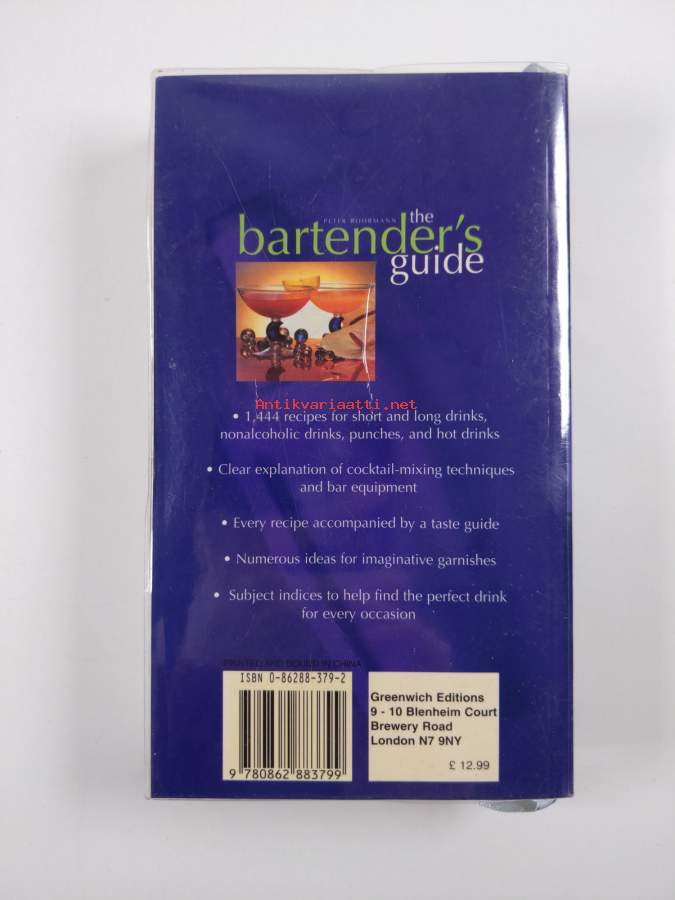 PETER BOHRMANN the
bartender's
guide
Antikvariaatti.net
• 1,444 recipes for short and long drinks,
nonalcoholic drinks, punches, and hot drinks
• Clear explanation of cocktail-mixing techniques
and bar equipment
• Every recipe accompanied by a taste guide
• Numerous ideas for imaginative garnishes
• Subject indices to help find the perfect drink
for every occasion
PRINTED AND BOUND IN CHINA
ISBN 0-86288-379-2
9 780862 883799
Greenwich Editions
9 - 10 Blenheim Court
Brewery Road
London N7 9NY
£ 12.99